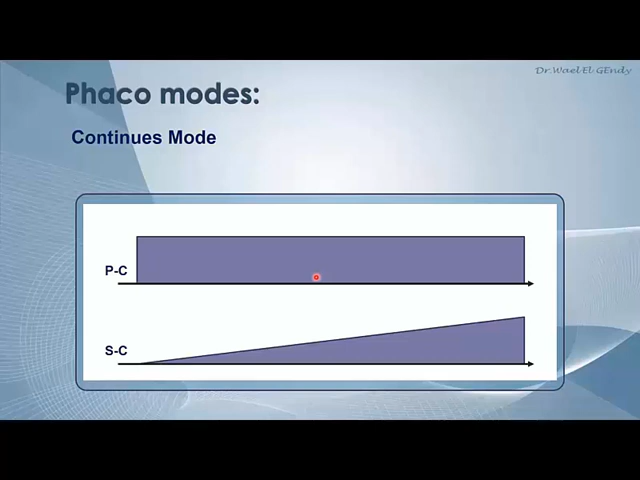 Dr.Wael El GEndy
Phaco modes:
Continues Mode
P-C
S-C